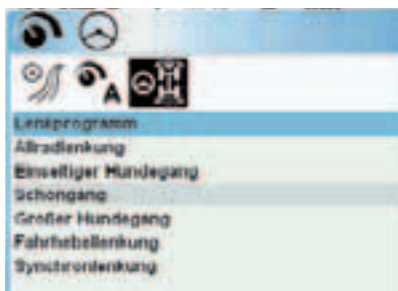 A
Lenkprogramm
Allradlenkung
Einseitiger Hundegang
Schongang
Großer Hundegang
Fahrhebellenkung
Synchronlenkung